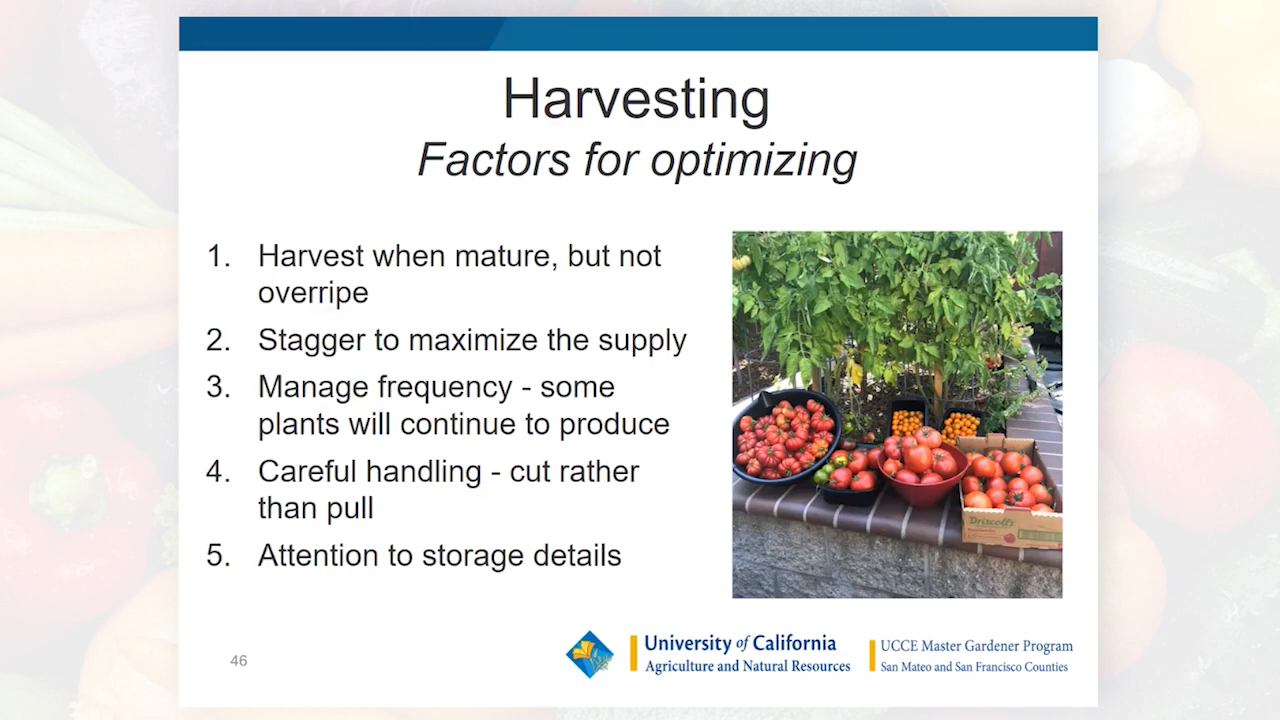 Harvesting
Factors for optimizing
1. Harvest when mature, but not
overripe
2. Stagger to maximize the supply
3. Manage frequency - some
plants will continue to produce
4. Careful handling - cut rather
than pull
5. Attention to storage details
Driscoll's
46
University of California
Agriculture and Natural Resources
UCCE Master Gardener Program
San Mateo and San Francisco Counties